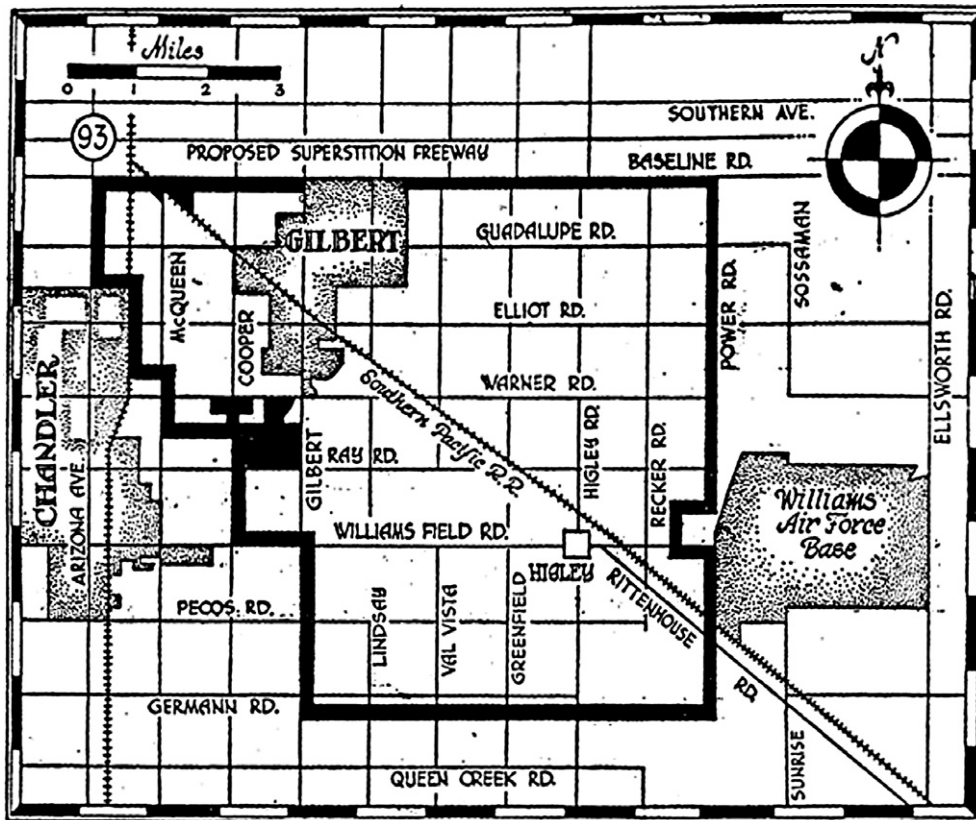 Miles
0 1 2 3
N
93
SOUTHERN AVE.
PROPOSED SUPERSTITION FREEWAY
BASELINE RD.
GILBERT
GUADALUPE RD.
McQUEEN
COOPER
ELLIOT RD.
POWER RD.
SOSSAMAN
ELLSWORTH RD.
CHANDLER
ARIZONA AVE.
WARNER RD.
Southern Pacific R.R.
GILBERT
RAY RD.
HIGLEY RD.
RECKER RD.
Williams
Air Force
Base
WILLIAMS FIELD RD.
HIGLEY
RITTENHOUSE
RD.
PECOS RD.
LINDSAY
VAL VISTA
GREENFIELD
GERMANN RD.
QUEEN CREEK RD.
SUNRISE